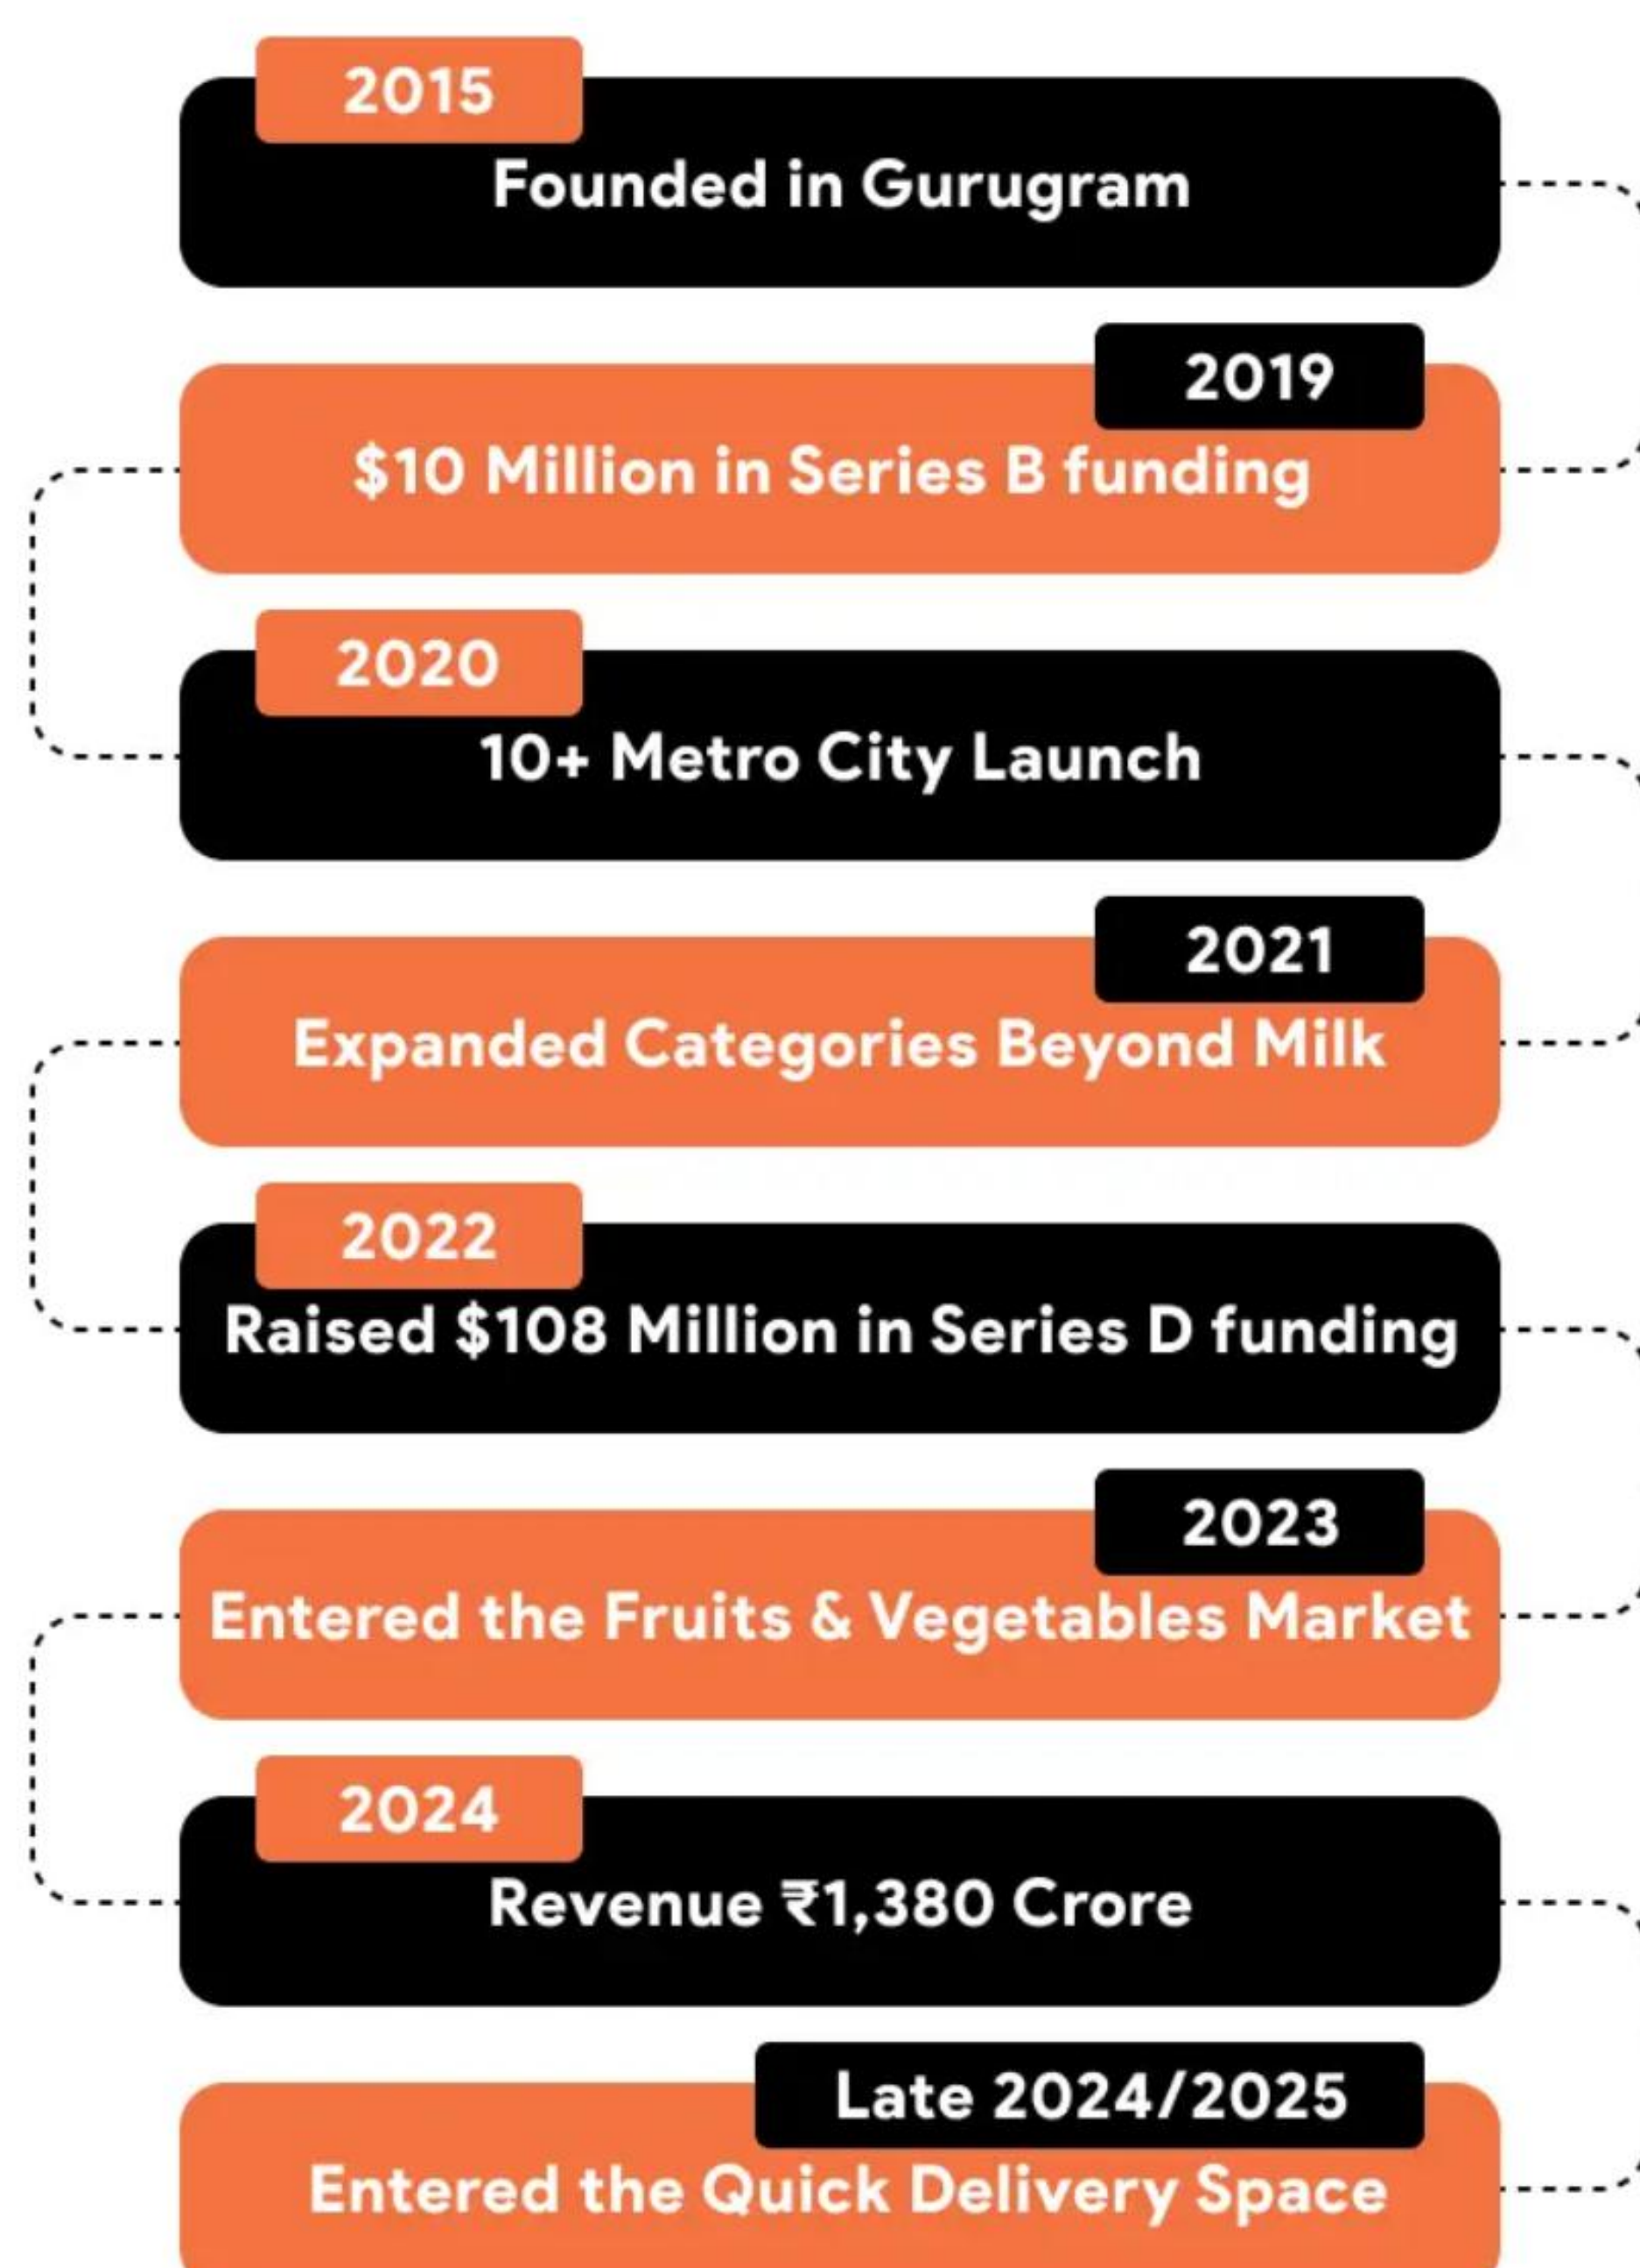 2015
Founded in Gurugram
2019
$10 Million in Series B funding
2020
10+ Metro City Launch
2021
Expanded Categories Beyond Milk
2022
Raised $108 Million in Series D funding
2023
Entered the Fruits & Vegetables Market
2024
Revenue ₹1,380 Crore
Late 2024/2025
Entered the Quick Delivery Space